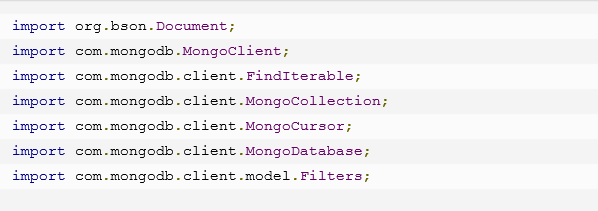 import org.bson.Document;
import com.mongodb.MongoClient;
import com.mongodb.client.FindIterable;
import com.mongodb.client.MongoCollection;
import com.mongodb.client.MongoCursor;
import com.mongodb.client.MongoDatabase;
import com.mongodb.client.model.Filters;